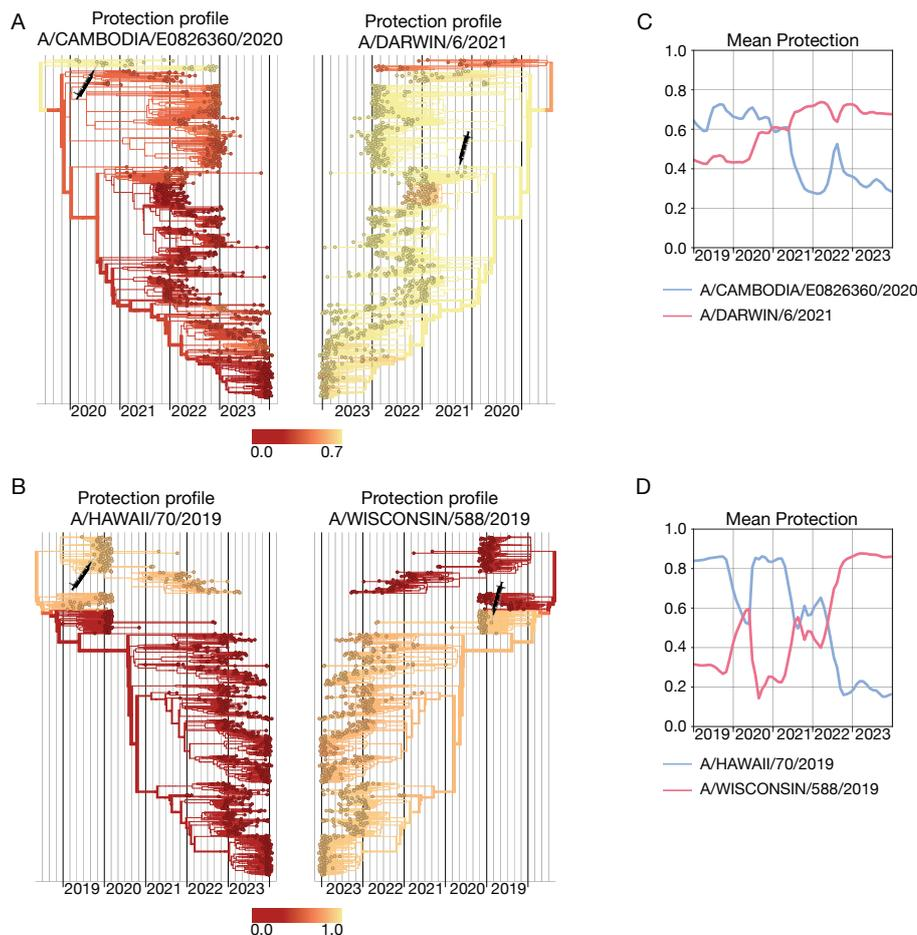 A
Protection profile
A/CAMBODIA/E0826360/2020
Protection profile
A/DARWIN/6/2021
2020 2021 2022 2023
2023 2022 2021 2020
0.0 0.7
C
Mean Protection
1.0
0.8
0.6
0.4
0.2
0.0
2019 2020 2021 2022 2023
A/CAMBODIA/E0826360/2020
A/DARWIN/6/2021
B
Protection profile
A/HAWAII/70/2019
Protection profile
A/WISCONSIN/588/2019
2019 2020 2021 2022 2023
2023 2022 2021 2020 2019
0.0 1.0
D
Mean Protection
1.0
0.8
0.6
0.4
0.2
0.0
2019 2020 2021 2022 2023
A/HAWAII/70/2019
A/WISCONSIN/588/2019